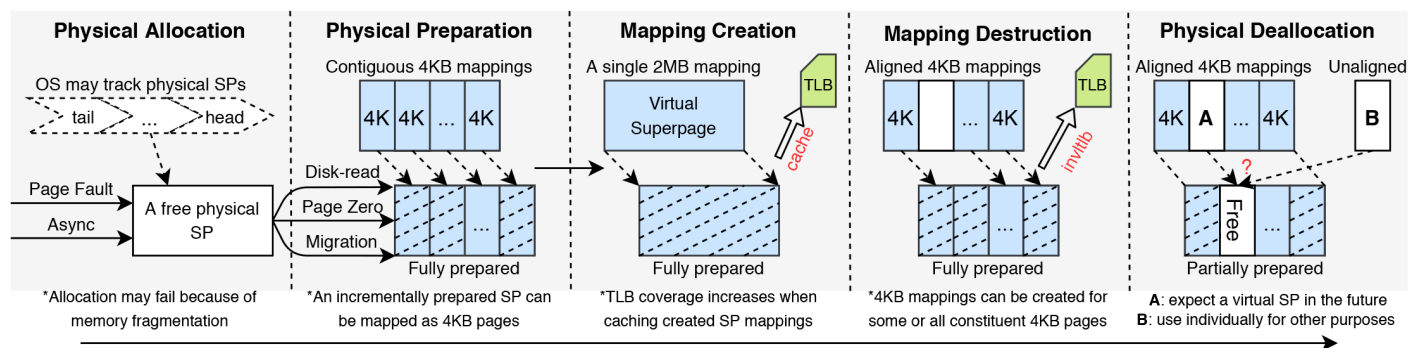 Physical Allocation
OS may track physical SPs
tail
...
head
Page Fault
Async
A free physical
SP
*Allocation may fail because of
memory fragmentation
Physical Preparation
Contiguous 4KB mappings
4K
4K
...
4K
Disk-read
Page Zero
Migration
...
Fully prepared
*An incrementally prepared SP can
be mapped as 4KB pages
Mapping Creation
A single 2MB mapping
TLB
Virtual
Superpage
cache
Fully prepared
*TLB coverage increases when
caching created SP mappings
Mapping Destruction
Aligned 4KB mappings
TLB
4K
...
4K
invltlb
...
Fully prepared
*4KB mappings can be created for
some or all constituent 4KB pages
Physical Deallocation
Aligned 4KB mappings
Unaligned
4K
A
...
4K
B
?
Free
...
Partially prepared
A: expect a virtual SP in the future
B: use individually for other purposes